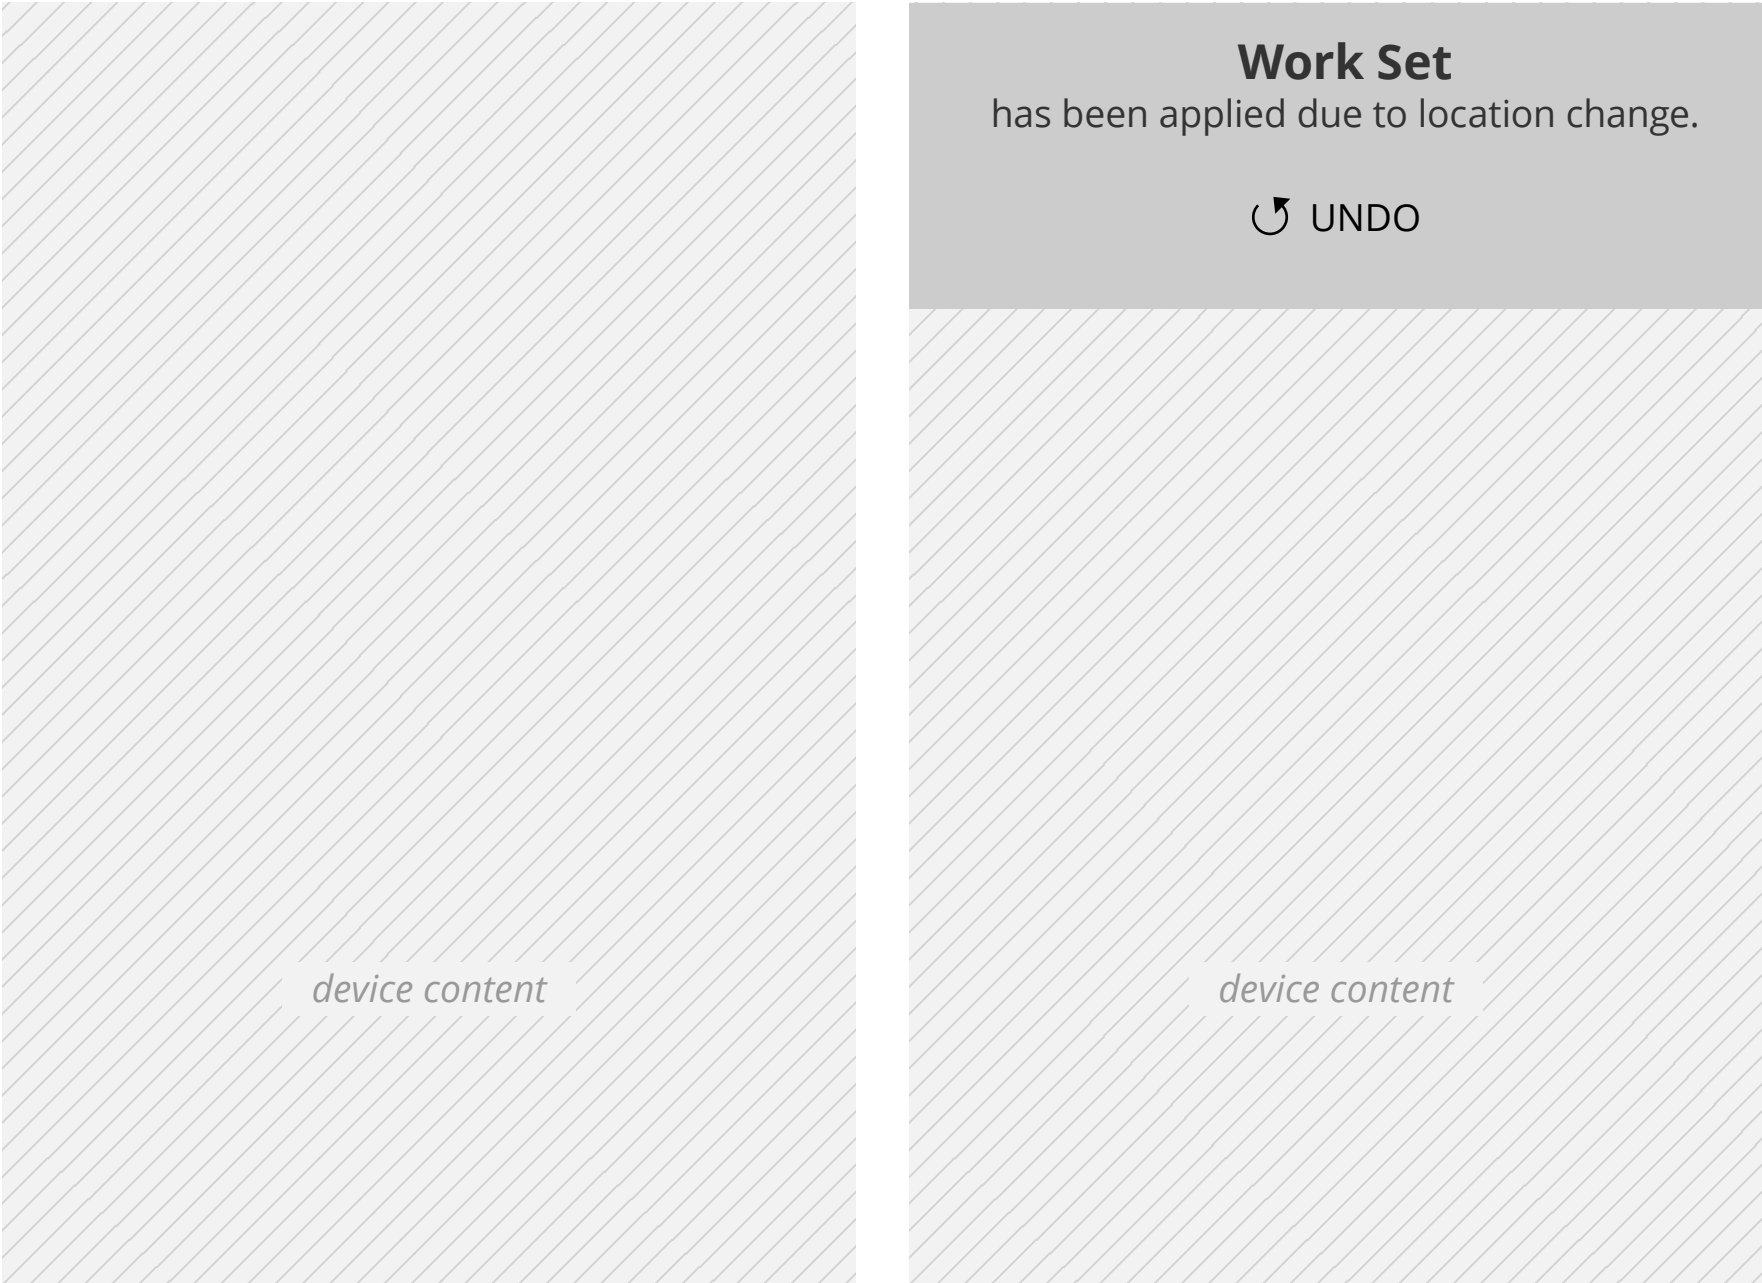 device content
Work Set
has been applied due to location change.
UNDO
device content